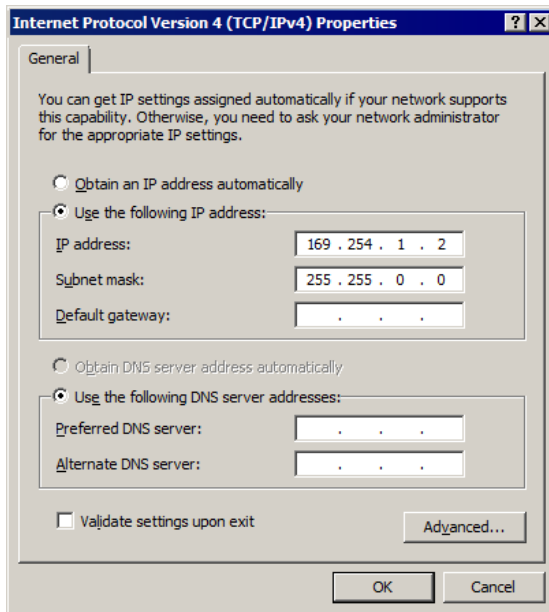 Internet Protocol Version 4 (TCP/IPv4) Properties
General
You can get IP settings assigned automatically if your network supports
this capability. Otherwise, you need to ask your network administrator
for the appropriate IP settings.
Obtain an IP address automatically
Use the following IP address:
IP address: 169 . 254 . 1 . 2
Subnet mask: 255 . 255 . 0 . 0
Default gateway: . . .
Obtain DNS server address automatically
Use the following DNS server addresses:
Preferred DNS server: . . .
Alternate DNS server: . . .
Validate settings upon exit
Advanced...
OK Cancel